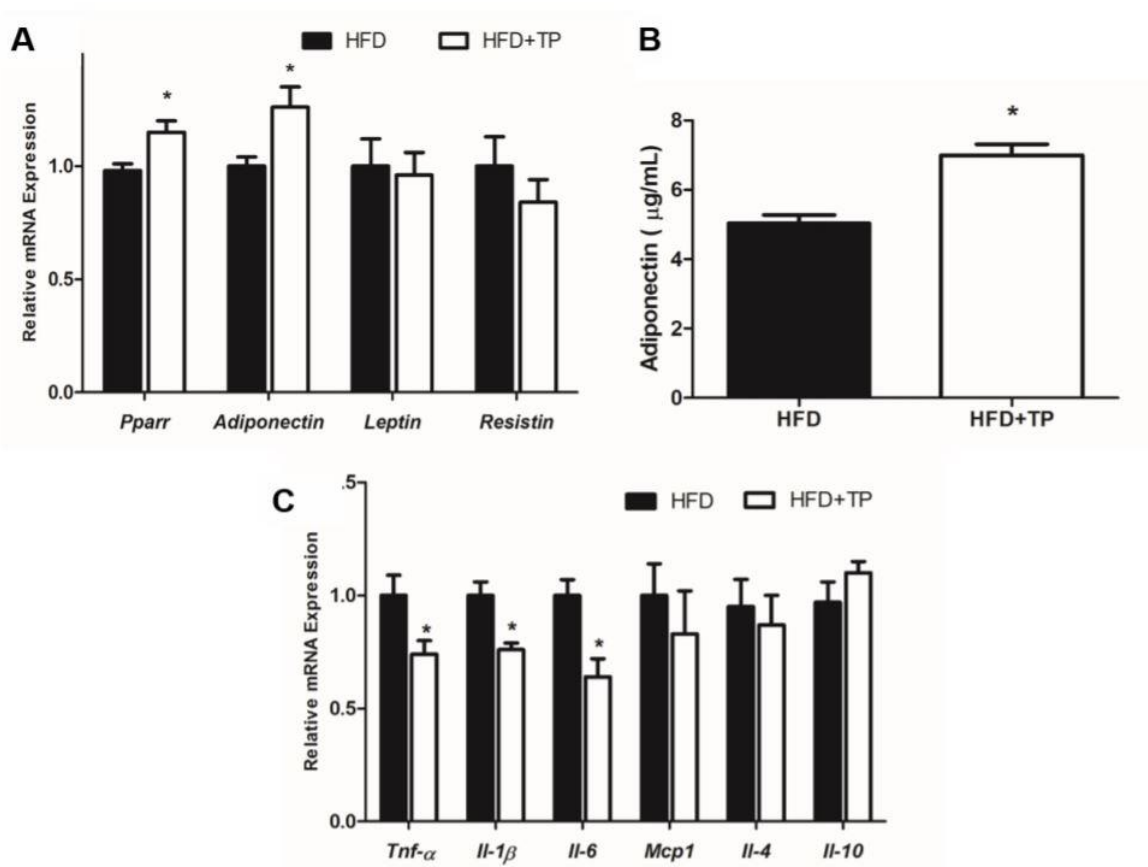 A
HFD HFD+TP
Relative mRNA Expression
1.0
0.5
0.0
* *
Pparr Adiponectin Leptin Resistin
B
Adiponectin ( μg/mL)
8
6
4
2
0
*
HFD HFD+TP
C
HFD HFD+TP
Relative mRNA Expression
.5
1.0
0.5
0.0
* * *
Tnf-α Il-1β Il-6 Mcp1 Il-4 Il-10